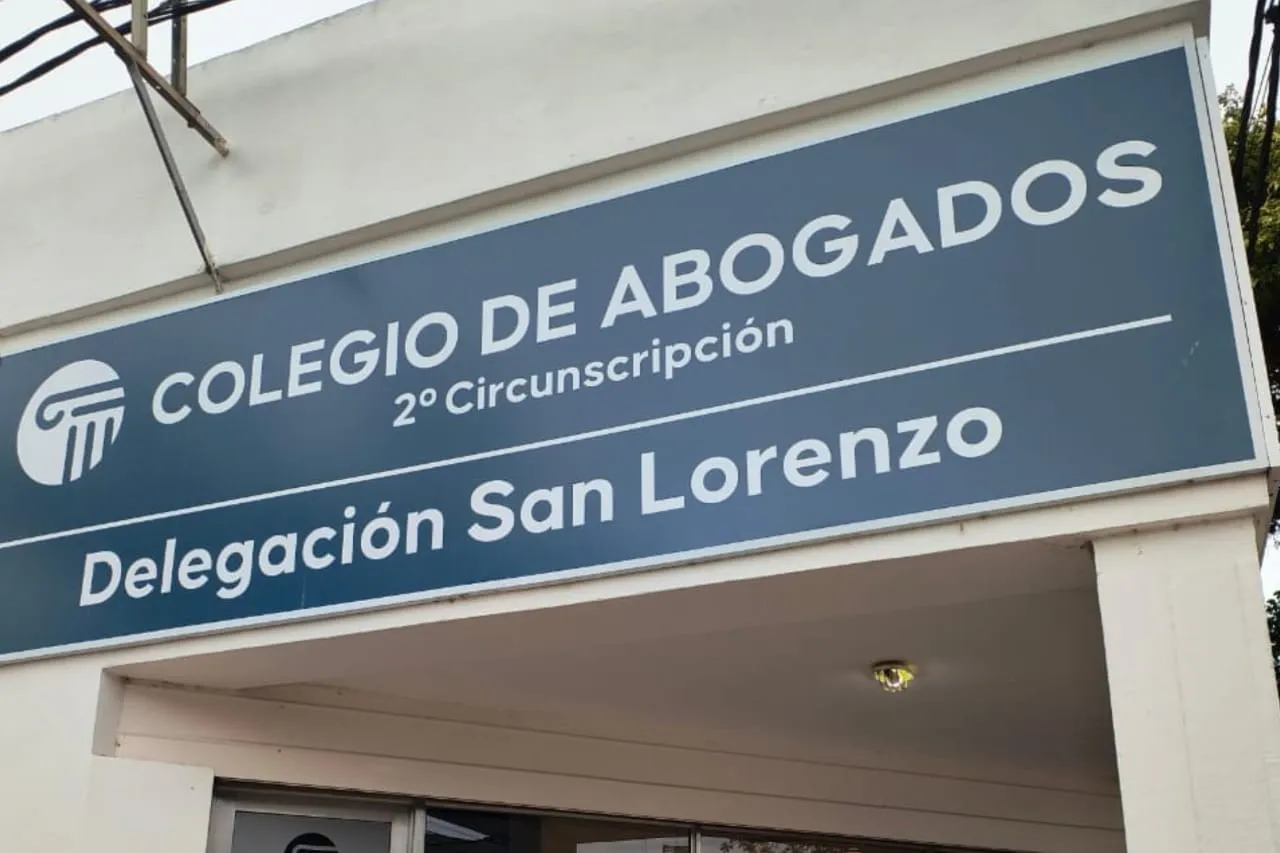 COLEGIO DE ABOGADOS
2º Circunscripción
Delegación San Lorenzo